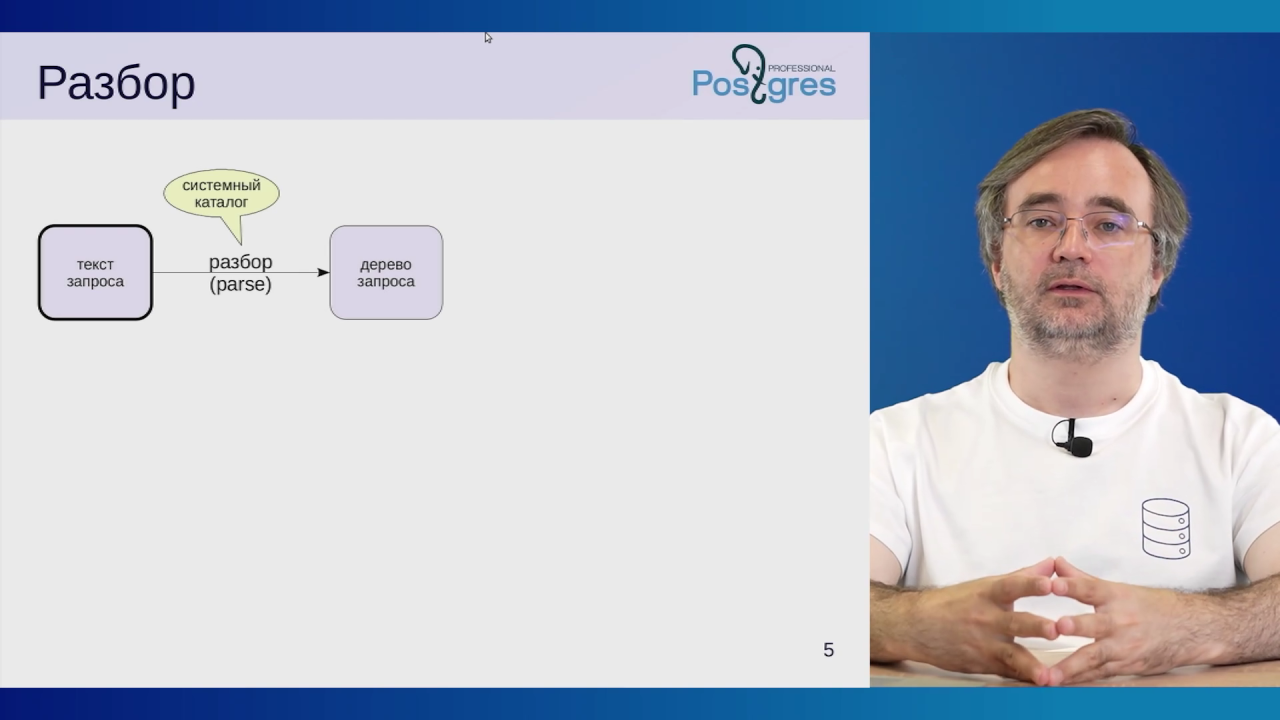 Разбор
PROFESSIONAL
Postgres
системный
каталог
текст
запроса
разбор
(parse)
дерево
запроса
5